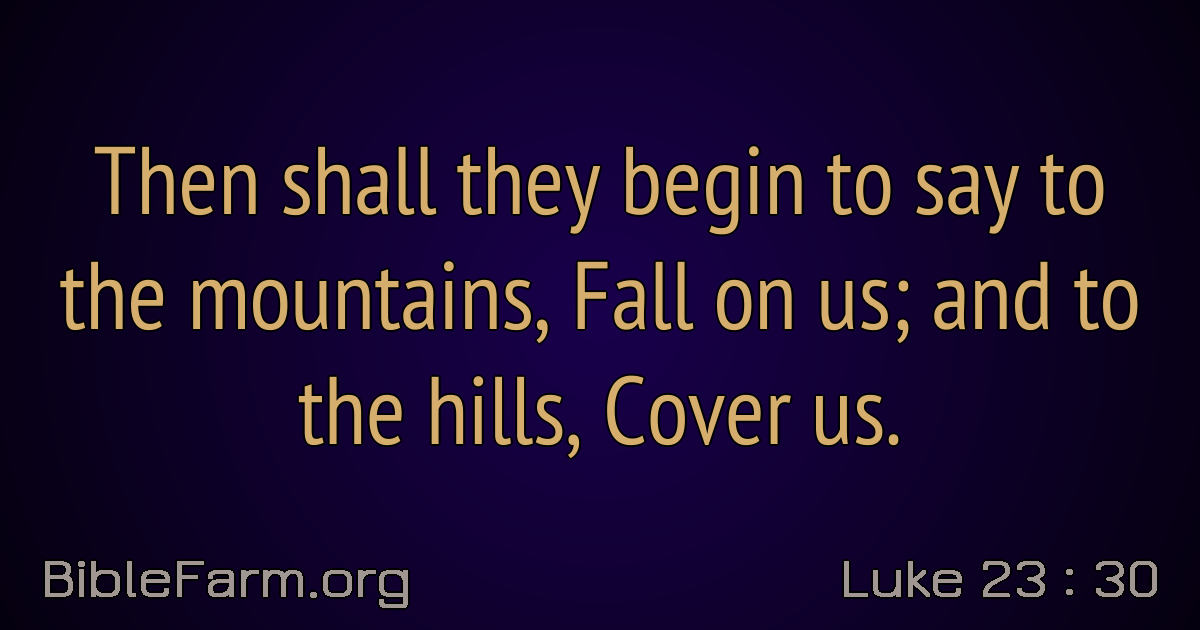 Then shall they begin to say to
the mountains, Fall on us; and to
the hills, Cover us.
BibleFarm.org
Luke 23 : 30